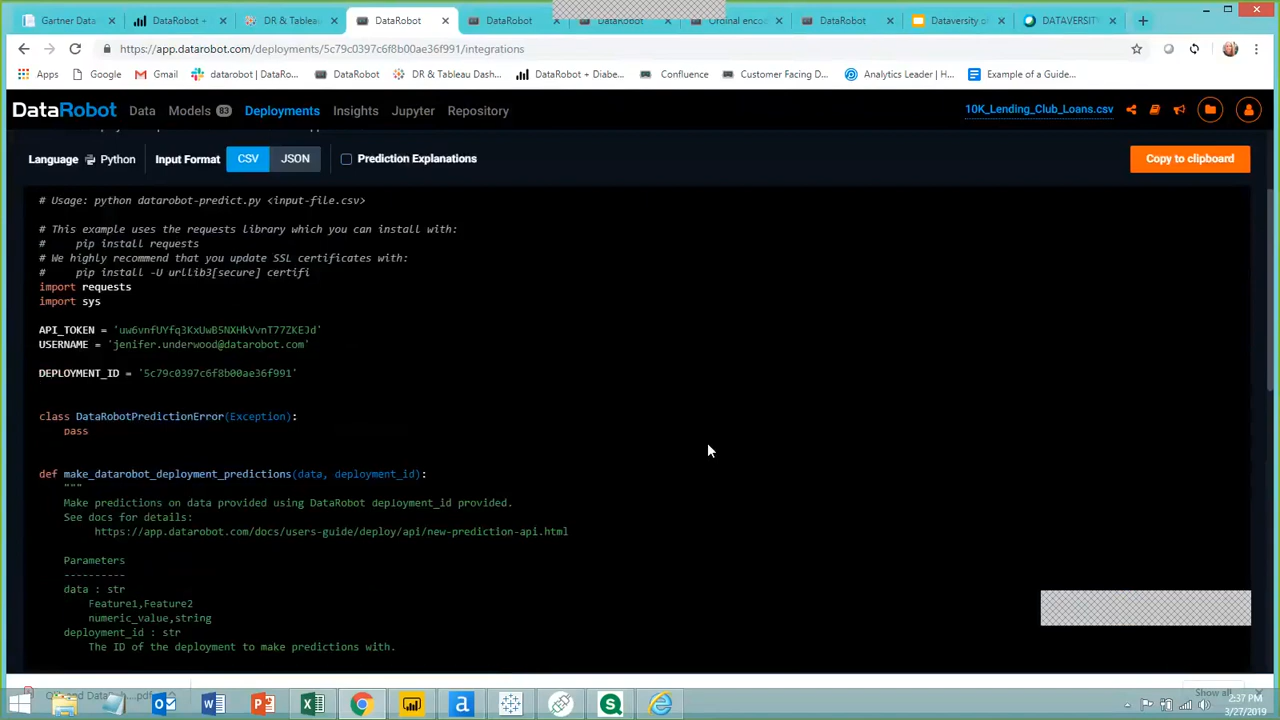 Gartner Data
DataRobot +
DR & Tableau
DataRobot
DataRobot
DataRobot
Ordinal encod
DataRobot
Dataversity o
DATAVERSITY
https://app.datarobot.com/deployments/5c79c0397c6f8b00ae36f991/integrations
Apps
Google
Gmail
datarobot | DataRo...
DataRobot
DR & Tableau Dash...
DataRobot + Diabe...
Confluence
Customer Facing D...
Analytics Leader | H...
Example of a Guide...
DataRobot
Data
Models 83
Deployments
Insights
Jupyter
Repository
10K_Lending_Club_Loans.csv
Language Python
Input Format CSV JSON
Prediction Explanations
Copy to clipboard
# Usage: python datarobot-predict.py <input-file.csv>
# This example uses the requests library which you can install with:
# pip install requests
# We highly recommend that you update SSL certificates with:
# pip install -U urllib3[secure] certifi
import requests
import sys
API_TOKEN = 'uw6vnfUYfq3KxUwB5NXHkVvnT77ZKEJd'
USERNAME = 'jenifer.underwood@datarobot.com'
DEPLOYMENT_ID = '5c79c0397c6f8b00ae36f991'
class DataRobotPredictionError(Exception):
pass
def make_datarobot_deployment_predictions(data, deployment_id):
"""
Make predictions on data provided using DataRobot deployment_id provided.
See docs for details:
https://app.datarobot.com/docs/users-guide/deploy/api/new-prediction-api.html
Parameters
----------
data : str
Feature1,Feature2
numeric_value,string
deployment_id : str
The ID of the deployment to make predictions with.
Show all
2:37 PM
3/27/2019